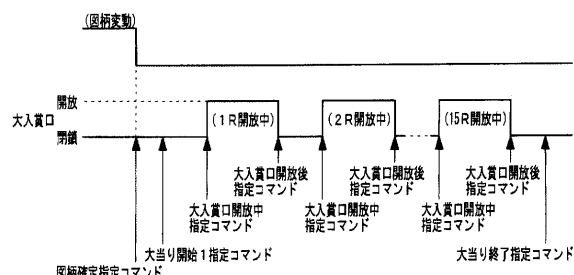 (図柄変動)
開放
大入賞口
閉鎖
(1R開放中)
(2R開放中)
(15R開放中)
大入賞口開放後
指定コマンド
大入賞口開放後
指定コマンド
大入賞口開放後
指定コマンド
大入賞口開放中
指定コマンド
大入賞口開放中
指定コマンド
大入賞口開放中
指定コマンド
大当り開始1指定コマンド
大当り終了指定コマンド
図柄確定指定コマンド